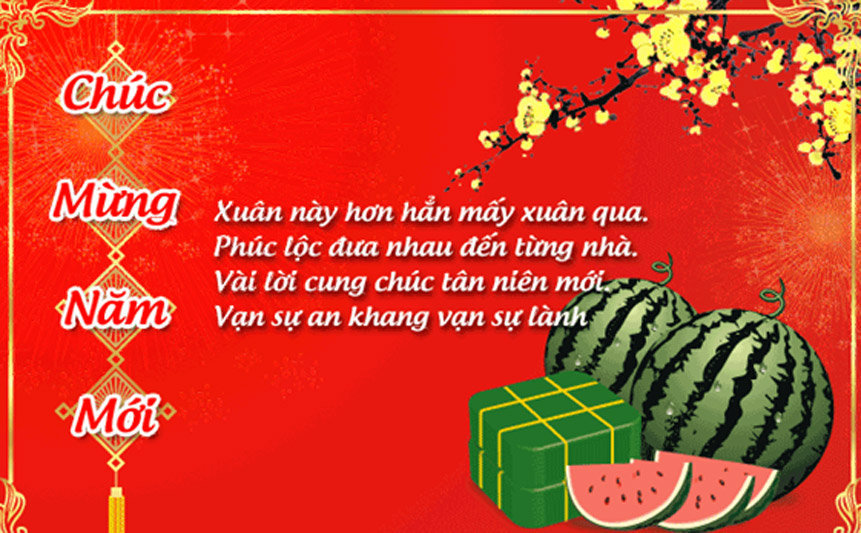 Chúc
Mừng
Năm
Mới
Xuân này hơn hẳn mấy xuân qua.
Phúc lộc đưa nhau đến từng nhà.
Vài lời cung chúc tân niên mới.
Vạn sự an khang vạn sự lành